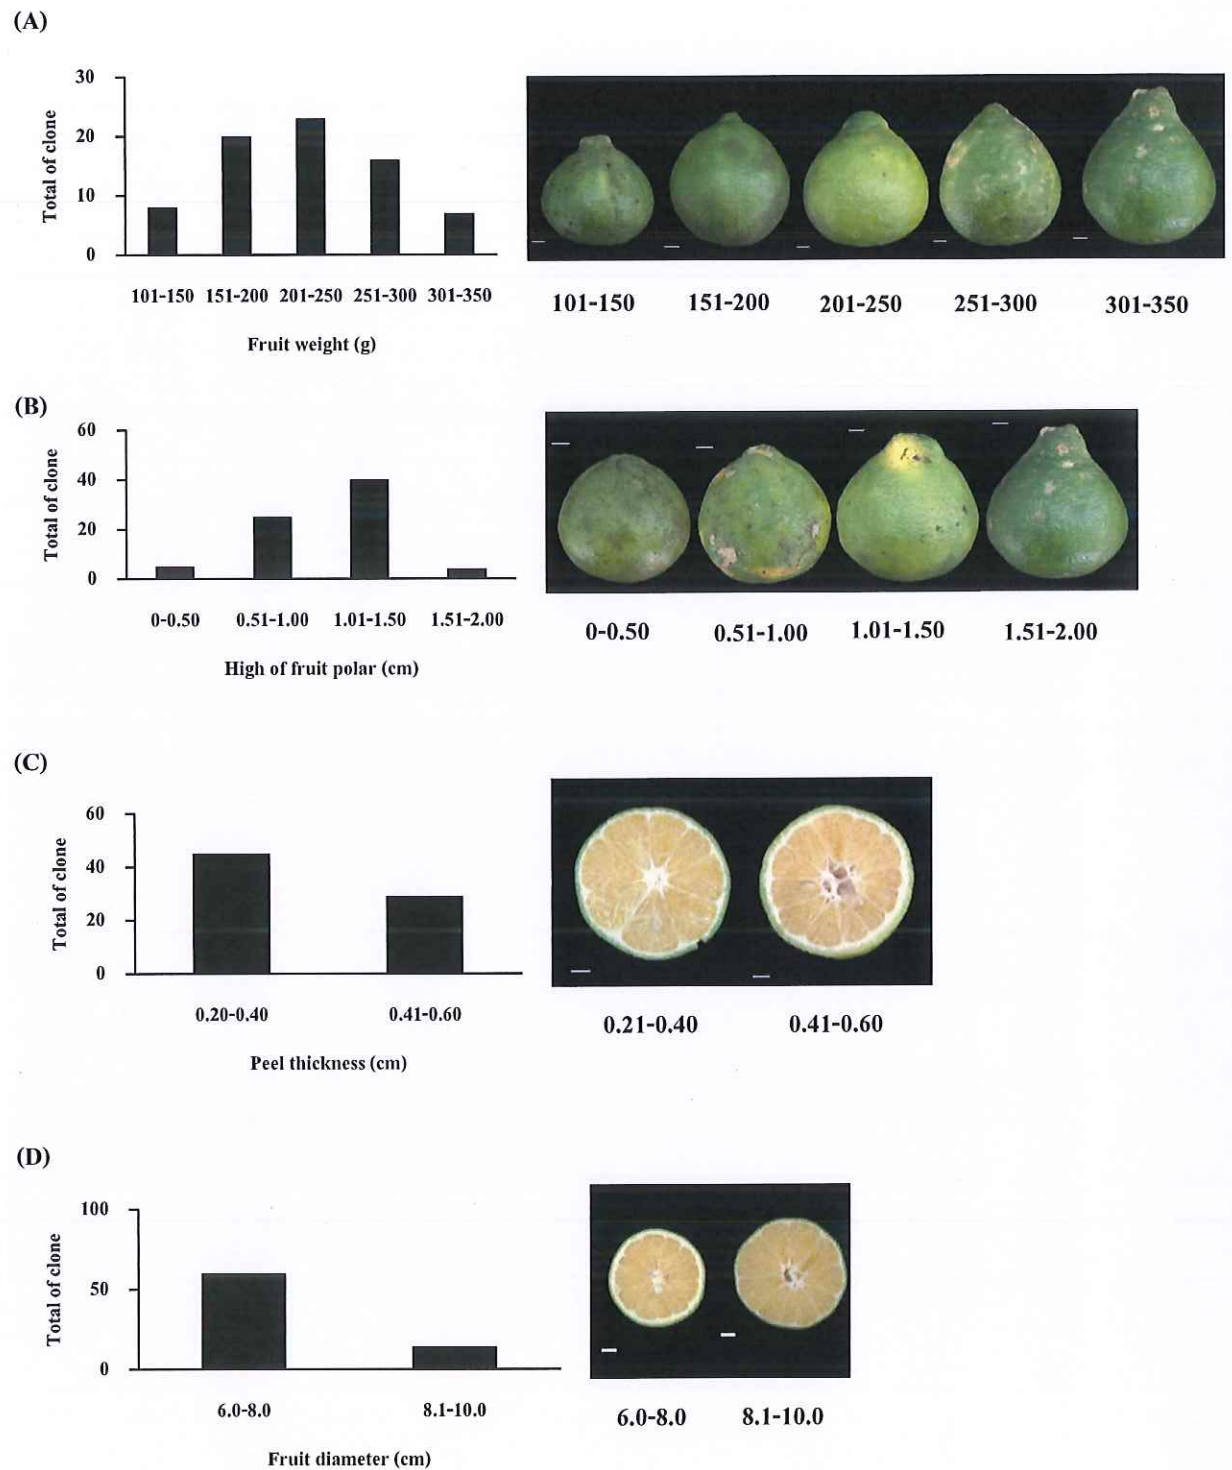 (A)
30
20
10
0
Total of clone
101-150 151-200 201-250 251-300 301-350
Fruit weight (g)
101-150 151-200 201-250 251-300 301-350
(B)
60
40
20
0
Total of clone
0-0.50 0.51-1.00 1.01-1.50 1.51-2.00
High of fruit polar (cm)
0-0.50 0.51-1.00 1.01-1.50 1.51-2.00
(C)
60
40
20
0
Total of clone
0.20-0.40 0.41-0.60
Peel thickness (cm)
0.21-0.40 0.41-0.60
(D)
100
50
0
Total of clone
6.0-8.0 8.1-10.0
Fruit diameter (cm)
6.0-8.0 8.1-10.0